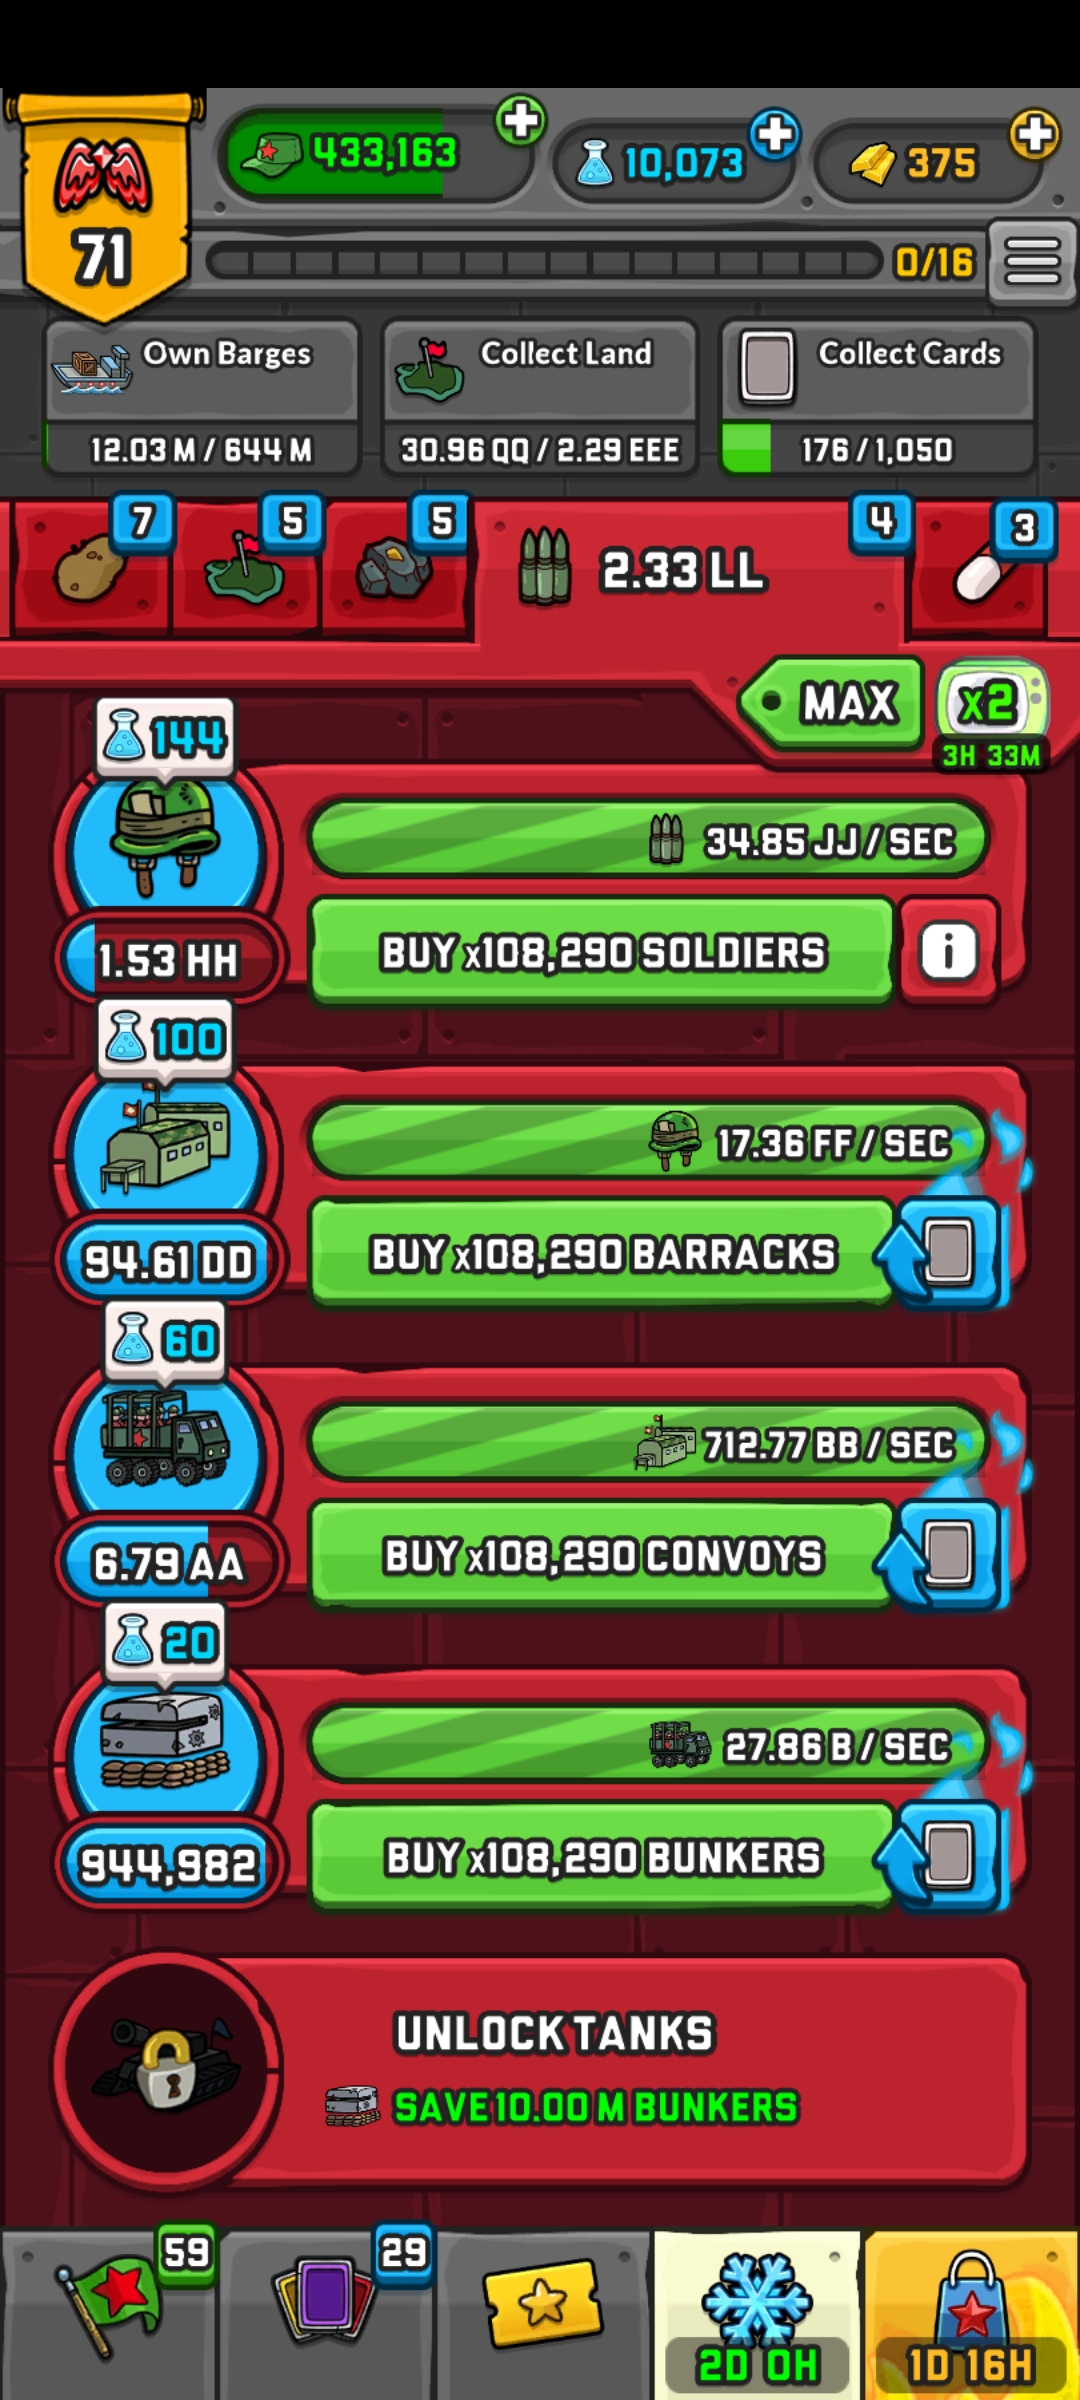 433,163
10,073
375
71
0/16
Own Barges
12.03 M / 644 M
Collect Land
30.96 QQ / 2.29 EEE
Collect Cards
176 / 1,050
7
5
5
2.33 LL
4
3
MAX
x2
3H 33M
144
34.85 JJ / SEC
1.53 HH
BUY x108,290 SOLDIERS
i
100
17.36 FF / SEC
94.61 DD
BUY x108,290 BARRACKS
60
712.77 BB / SEC
6.79 AA
BUY x108,290 CONVOYS
20
27.86 B / SEC
944,982
BUY x108,290 BUNKERS
UNLOCK TANKS
SAVE 10.00 M BUNKERS
59
29
2D 0H
1D 16H